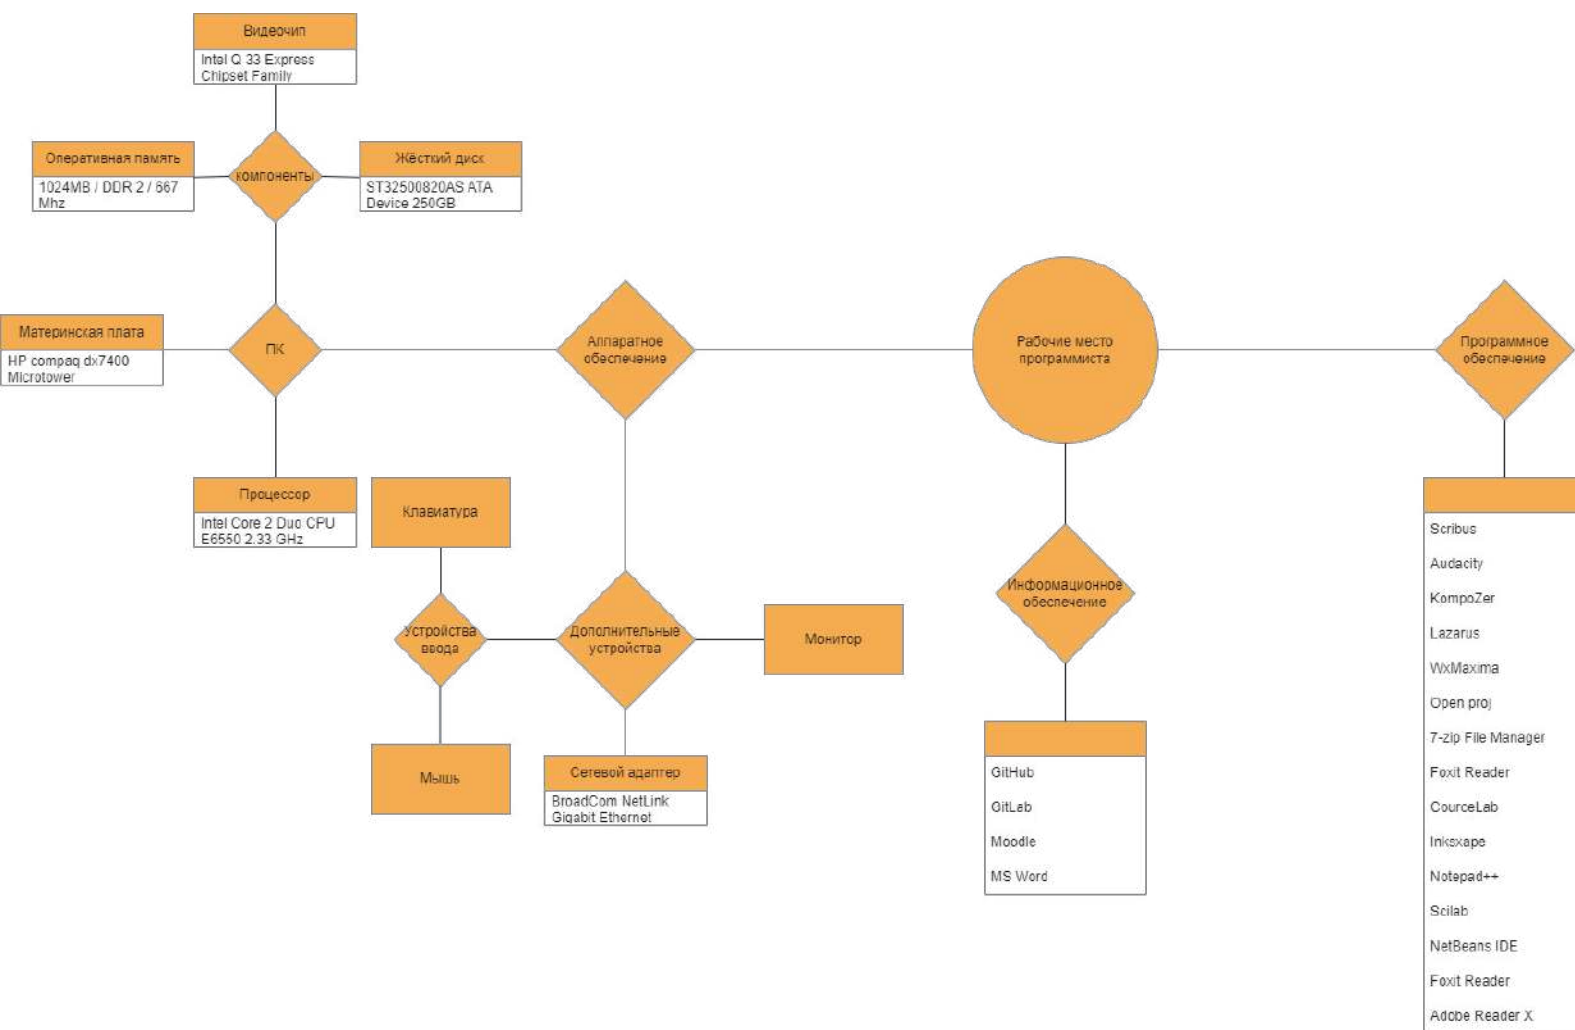 Видеочип
Intel Q 33 Express
Chipset Family
Оперативная память
1024MB / DDR 2 / 667
Mhz
компоненты
Жёсткий диск
ST32500820AS ATA
Device 250GB
Материнская плата
HP compaq dx7400
Microtower
ПК
Аппаратное
обеспечение
Рабочие место
программиста
Программное
обеспечение
Процессор
Intel Core 2 Duo CPU
E6550 2.33 GHz
Клавиатура
Устройства
ввода
Дополнительные
устройства
Монитор
Мышь
Сетевой адаптер
BroadCom NetLink
Gigabit Ethernet
Информационное
обеспечение
GitHub
GitLab
Moodle
MS Word
Scribus
Audacity
KompoZer
Lazarus
WxMaxima
Open proj
7-zip File Manager
Foxit Reader
CourceLab
Inksxape
Notepad++
Scilab
NetBeans IDE
Foxit Reader
Adobe Reader X